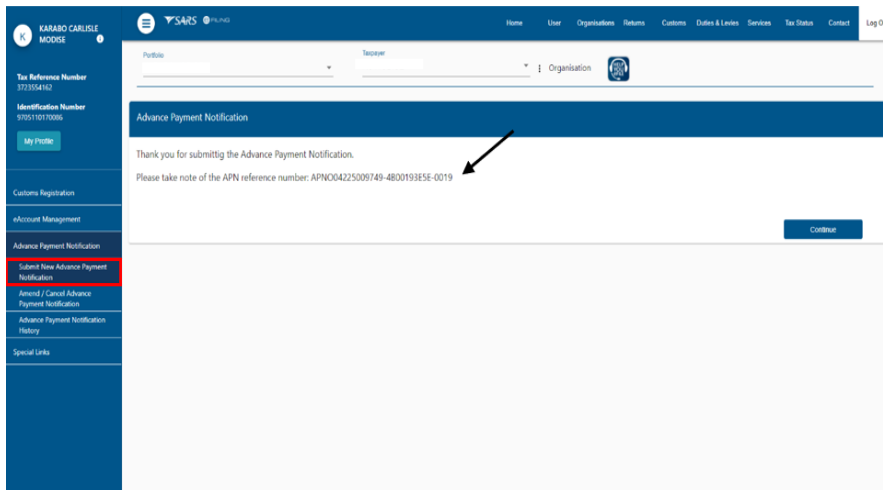 K
KARABO CARLISLE
MODISE
Tax Reference Number
3723554162
Identification Number
9705110170086
My Profile
Customs Registration
eAccount Management
Advance Payment Notification
Submit New Advance Payment
Notification
Amend / Cancel Advance
Payment Notification
Advance Payment Notification
History
Special Links
SARS eFILING
Home User Organisations Returns Customs Duties & Levies Services Tax Status Contact Log O
Portfolio
Taxpayer
Organisation
HELP YOU
Advance Payment Notification
Thank you for submittig the Advance Payment Notification.
Please take note of the APN reference number: APNO04225009749-4B00193E5E-0019
Continue